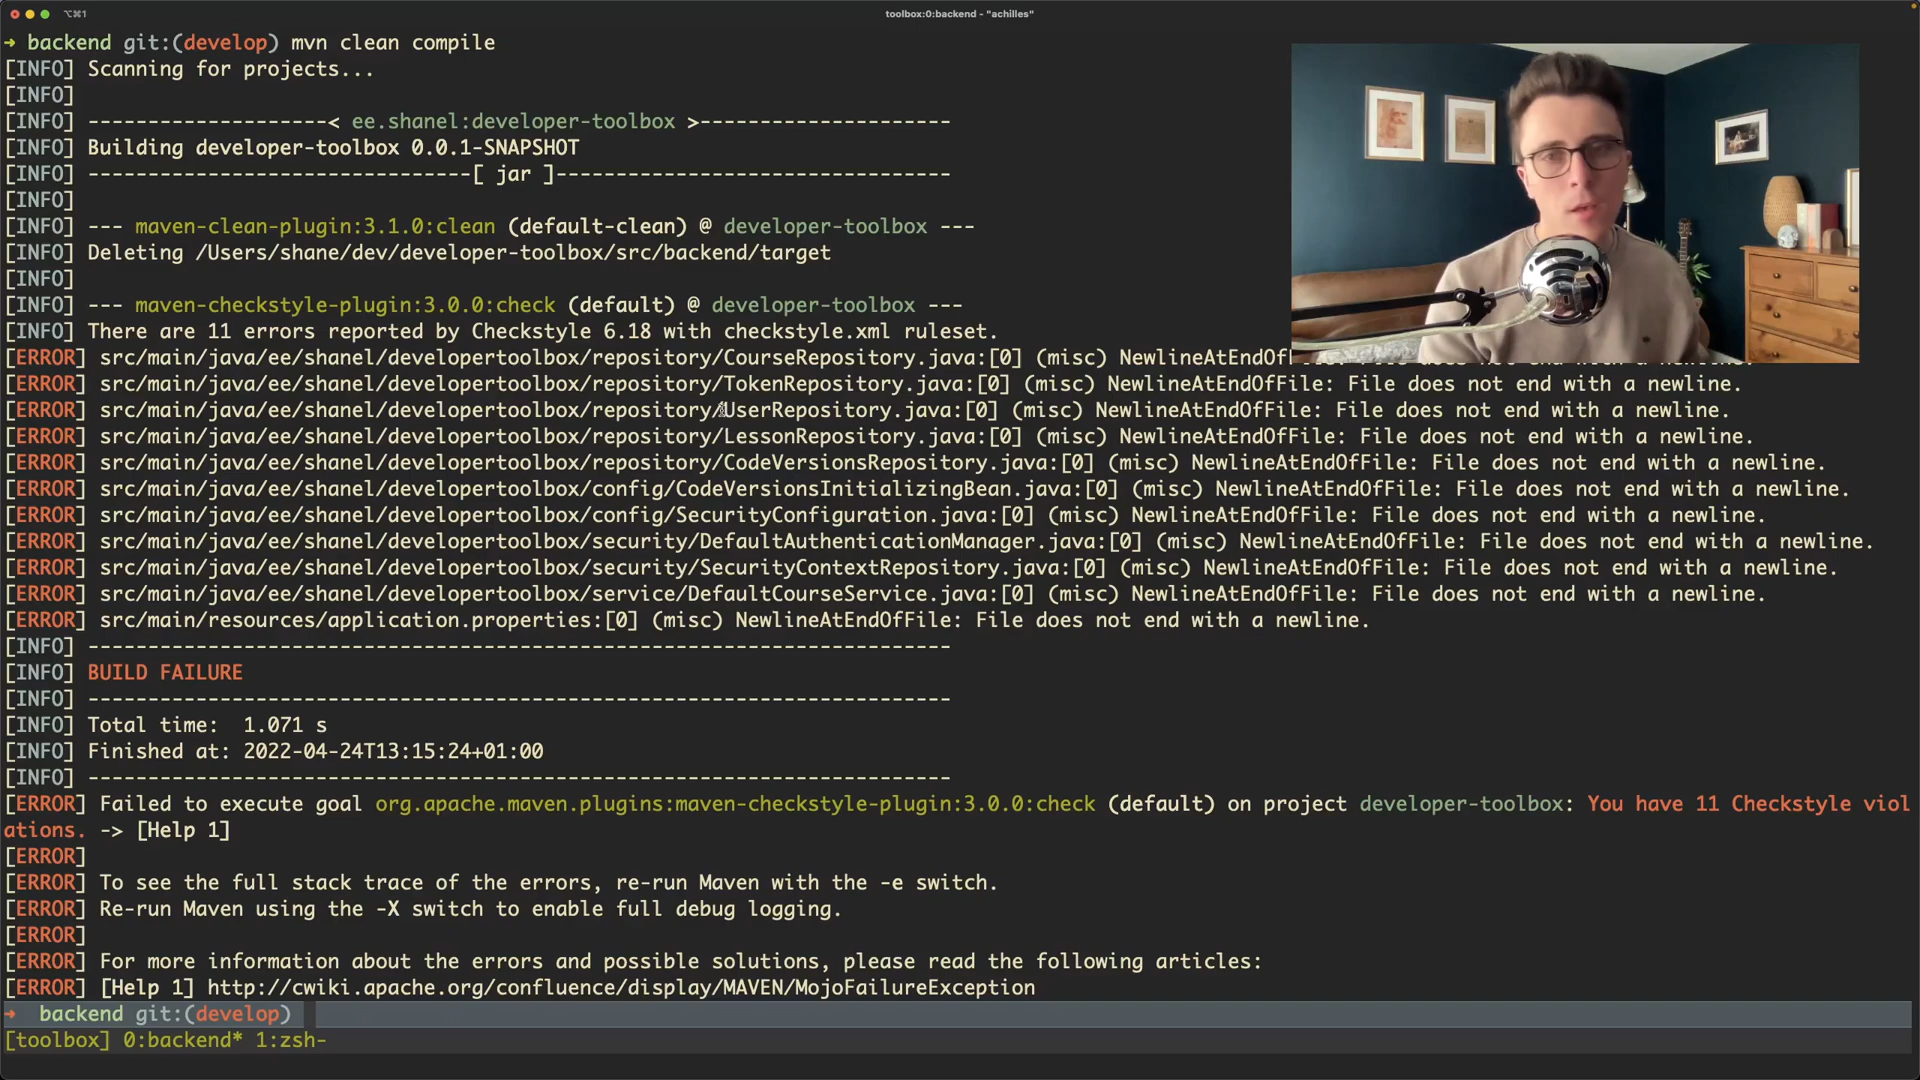 ⌥⌘1
toolbox:0:backend - "achilles"
➜ backend git:(develop) mvn clean compile
[INFO] Scanning for projects...
[INFO]
[INFO] --------------------< ee.shanel:developer-toolbox >---------------------
[INFO] Building developer-toolbox 0.0.1-SNAPSHOT
[INFO] --------------------------------[ jar ]---------------------------------
[INFO]
[INFO] --- maven-clean-plugin:3.1.0:clean (default-clean) @ developer-toolbox ---
[INFO] Deleting /Users/shane/dev/developer-toolbox/src/backend/target
[INFO]
[INFO] --- maven-checkstyle-plugin:3.0.0:check (default) @ developer-toolbox ---
[INFO] There are 11 errors reported by Checkstyle 6.18 with checkstyle.xml ruleset.
[ERROR] src/main/java/ee/shanel/developertoolbox/repository/CourseRepository.java:[0] (misc) NewlineAtEndOf
[ERROR] src/main/java/ee/shanel/developertoolbox/repository/TokenRepository.java:[0] (misc) NewlineAtEndOfFile: File does not end with a newline.
[ERROR] src/main/java/ee/shanel/developertoolbox/repository/UserRepository.java:[0] (misc) NewlineAtEndOfFile: File does not end with a newline.
[ERROR] src/main/java/ee/shanel/developertoolbox/repository/LessonRepository.java:[0] (misc) NewlineAtEndOfFile: File does not end with a newline.
[ERROR] src/main/java/ee/shanel/developertoolbox/repository/CodeVersionsRepository.java:[0] (misc) NewlineAtEndOfFile: File does not end with a newline.
[ERROR] src/main/java/ee/shanel/developertoolbox/config/CodeVersionsInitializingBean.java:[0] (misc) NewlineAtEndOfFile: File does not end with a newline.
[ERROR] src/main/java/ee/shanel/developertoolbox/config/SecurityConfiguration.java:[0] (misc) NewlineAtEndOfFile: File does not end with a newline.
[ERROR] src/main/java/ee/shanel/developertoolbox/security/DefaultAuthenticationManager.java:[0] (misc) NewlineAtEndOfFile: File does not end with a newline.
[ERROR] src/main/java/ee/shanel/developertoolbox/security/SecurityContextRepository.java:[0] (misc) NewlineAtEndOfFile: File does not end with a newline.
[ERROR] src/main/java/ee/shanel/developertoolbox/service/DefaultCourseService.java:[0] (misc) NewlineAtEndOfFile: File does not end with a newline.
[ERROR] src/main/resources/application.properties:[0] (misc) NewlineAtEndOfFile: File does not end with a newline.
[INFO] ------------------------------------------------------------------------
[INFO] BUILD FAILURE
[INFO] ------------------------------------------------------------------------
[INFO] Total time:  1.071 s
[INFO] Finished at: 2022-04-24T13:15:24+01:00
[INFO] ------------------------------------------------------------------------
[ERROR] Failed to execute goal org.apache.maven.plugins:maven-checkstyle-plugin:3.0.0:check (default) on project developer-toolbox: You have 11 Checkstyle viol
ations. -> [Help 1]
[ERROR]
[ERROR] To see the full stack trace of the errors, re-run Maven with the -e switch.
[ERROR] Re-run Maven using the -X switch to enable full debug logging.
[ERROR]
[ERROR] For more information about the errors and possible solutions, please read the following articles:
[ERROR] [Help 1] http://cwiki.apache.org/confluence/display/MAVEN/MojoFailureException
➜ backend git:(develop)
[toolbox] 0:backend* 1:zsh-